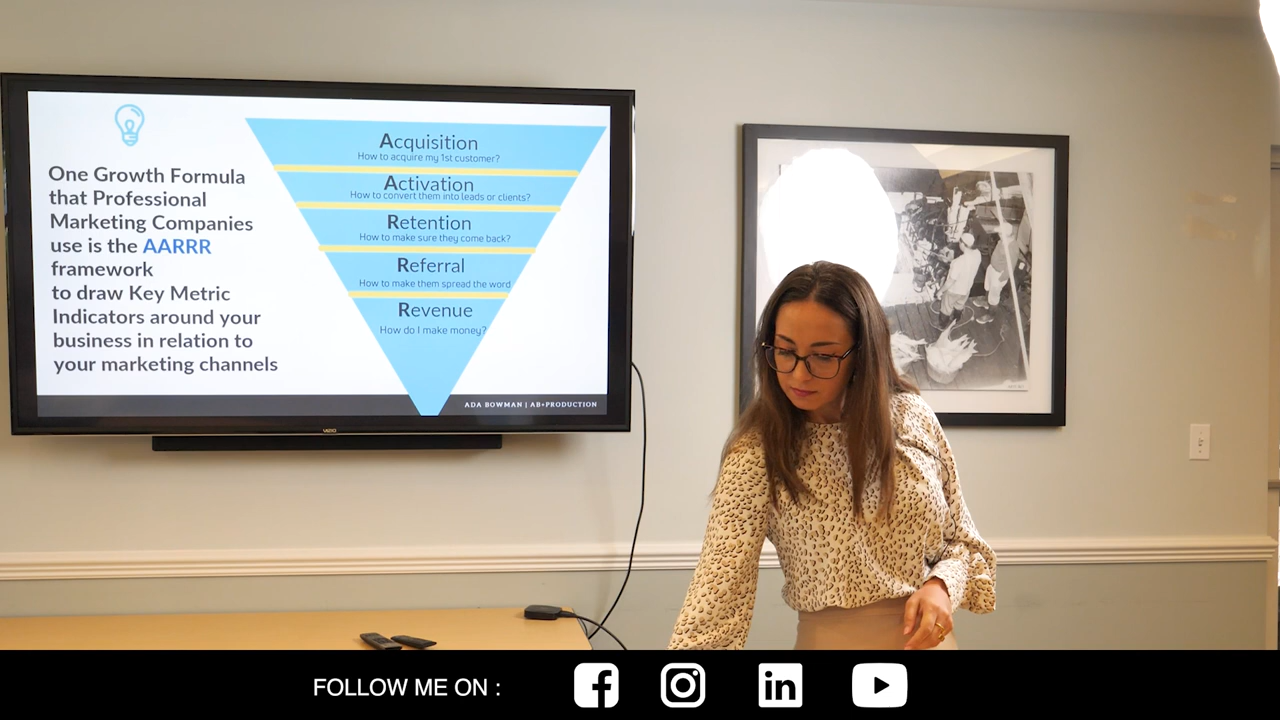 One Growth Formula
that Professional
Marketing Companies
use is the AARRR
framework
to draw Key Metric
Indicators around your
business in relation to
your marketing channels
Acquisition
How to acquire my 1st customer?
Activation
How to convert them into leads or clients?
Retention
How to make sure they come back?
Referral
How to make them spread the word
Revenue
How do I make money?
ADA BOWMAN | AB+PRODUCTION
VIZIO
FOLLOW ME ON :